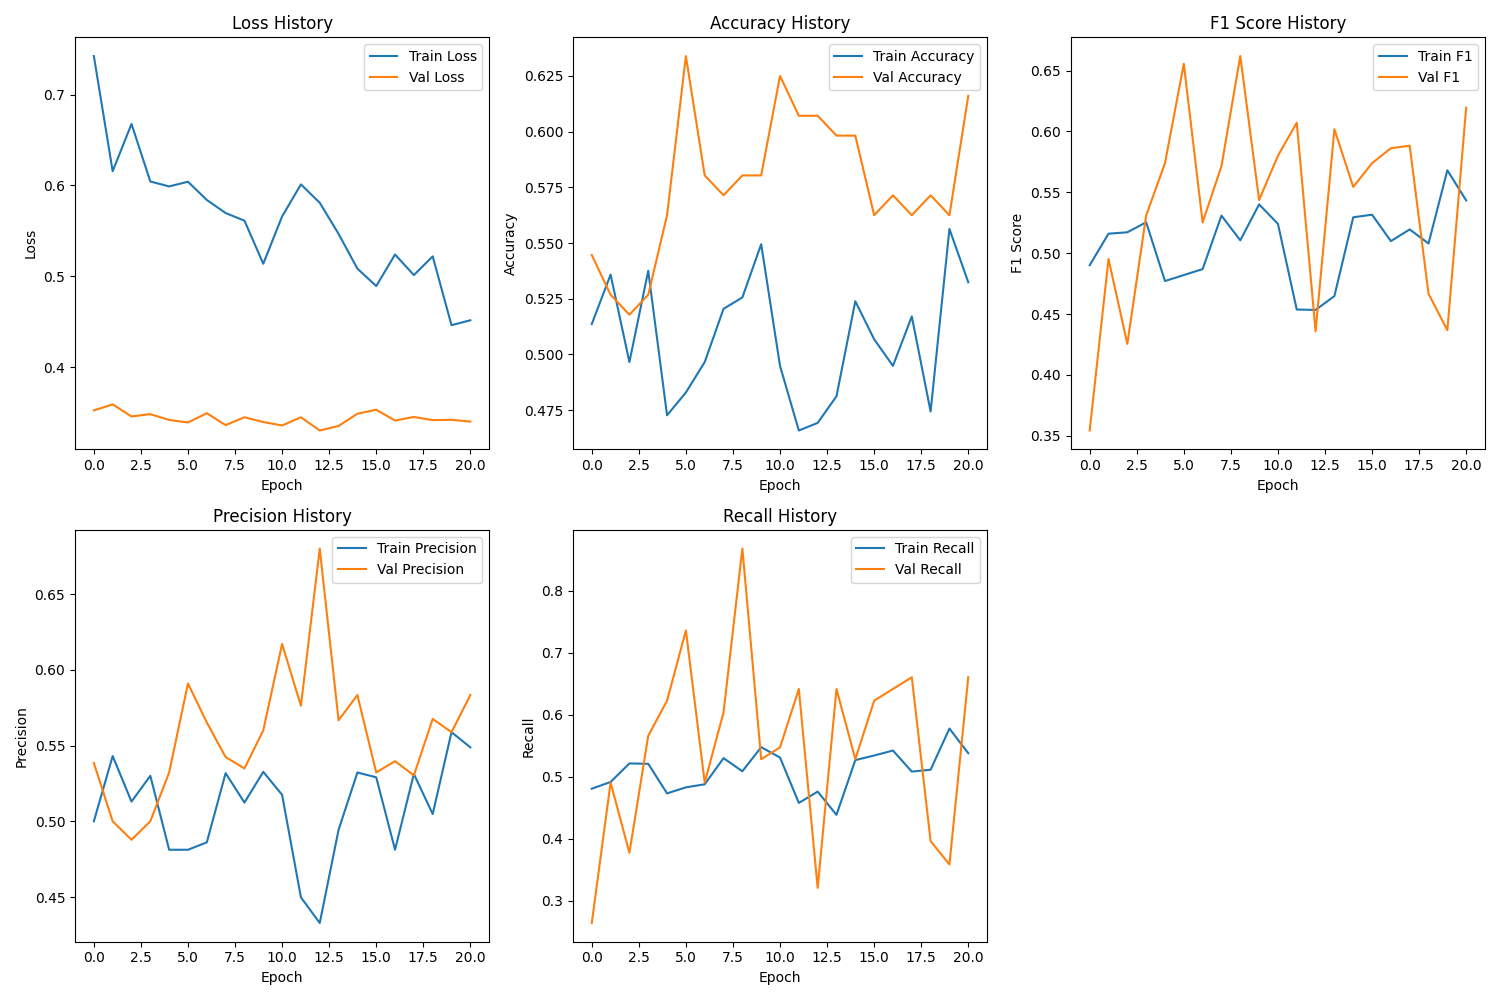 Loss History
Train Loss
Val Loss
0.7
0.6
0.5
0.4
Loss
0.0 2.5 5.0 7.5 10.0 12.5 15.0 17.5 20.0
Epoch
Accuracy History
Train Accuracy
Val Accuracy
0.625
0.600
0.575
0.550
0.525
0.500
0.475
Accuracy
0.0 2.5 5.0 7.5 10.0 12.5 15.0 17.5 20.0
Epoch
F1 Score History
Train F1
Val F1
0.65
0.60
0.55
0.50
0.45
0.40
0.35
F1 Score
0.0 2.5 5.0 7.5 10.0 12.5 15.0 17.5 20.0
Epoch
Precision History
Train Precision
Val Precision
0.65
0.60
0.55
0.50
0.45
Precision
0.0 2.5 5.0 7.5 10.0 12.5 15.0 17.5 20.0
Epoch
Recall History
Train Recall
Val Recall
0.8
0.7
0.6
0.5
0.4
0.3
Recall
0.0 2.5 5.0 7.5 10.0 12.5 15.0 17.5 20.0
Epoch